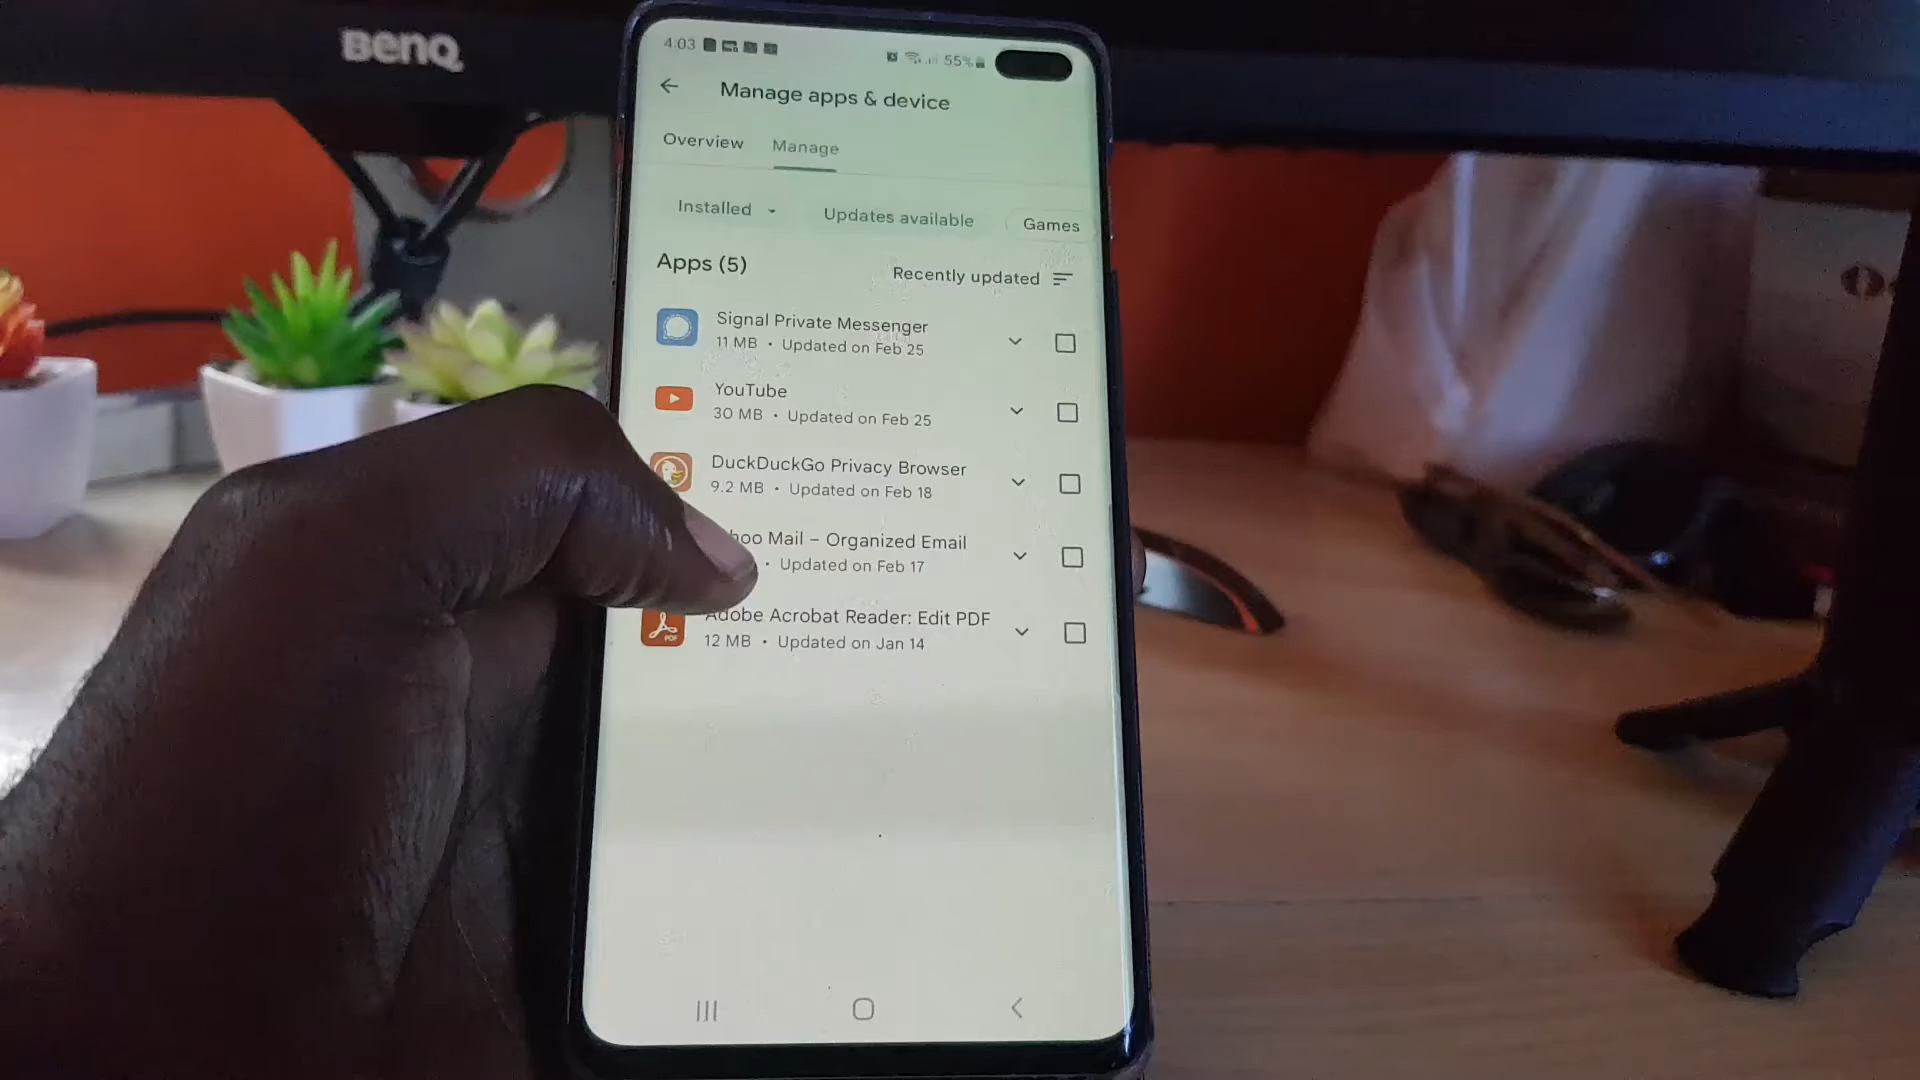 BenQ
4:03
55%
Manage apps & device
Overview Manage
Installed Updates available Games
Apps (5) Recently updated
Signal Private Messenger
11 MB • Updated on Feb 25
YouTube
30 MB • Updated on Feb 25
DuckDuckGo Privacy Browser
9.2 MB • Updated on Feb 18
hoo Mail – Organized Email
• Updated on Feb 17
Adobe Acrobat Reader: Edit PDF
12 MB • Updated on Jan 14